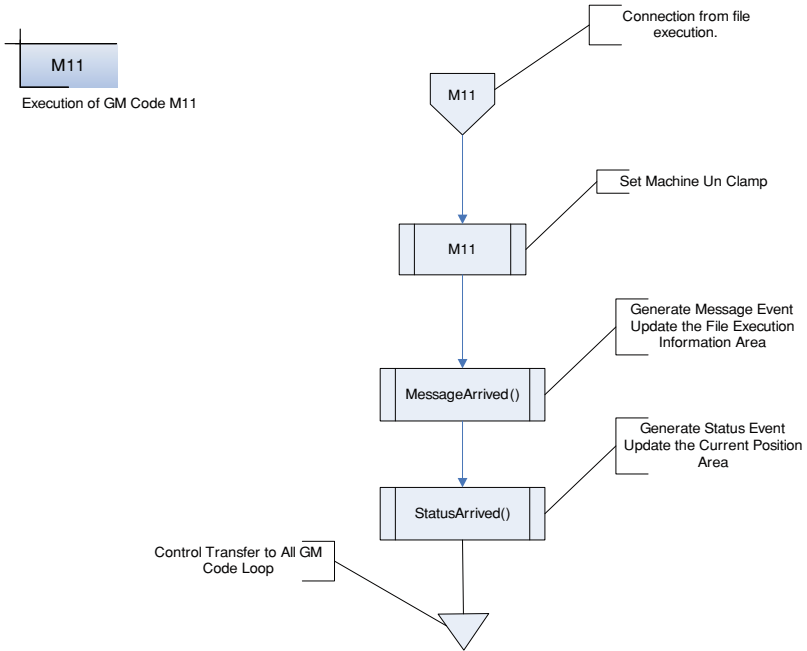 M11
Execution of GM Code M11
Connection from file
execution.
M11
Set Machine Un Clamp
M11
Generate Message Event
Update the File Execution
Information Area
MessageArrived()
Generate Status Event
Update the Current Position
Area
StatusArrived()
Control Transfer to All GM
Code Loop